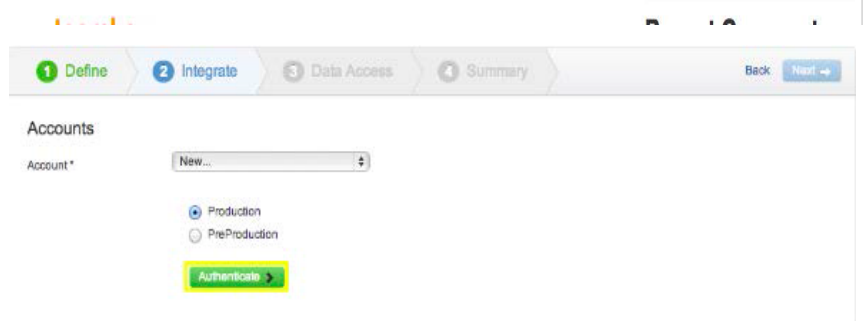 1 Define 2 Integrate 3 Data Access 4 Summary Back Next
Accounts
Account * New...
Production
PreProduction
Authenticate